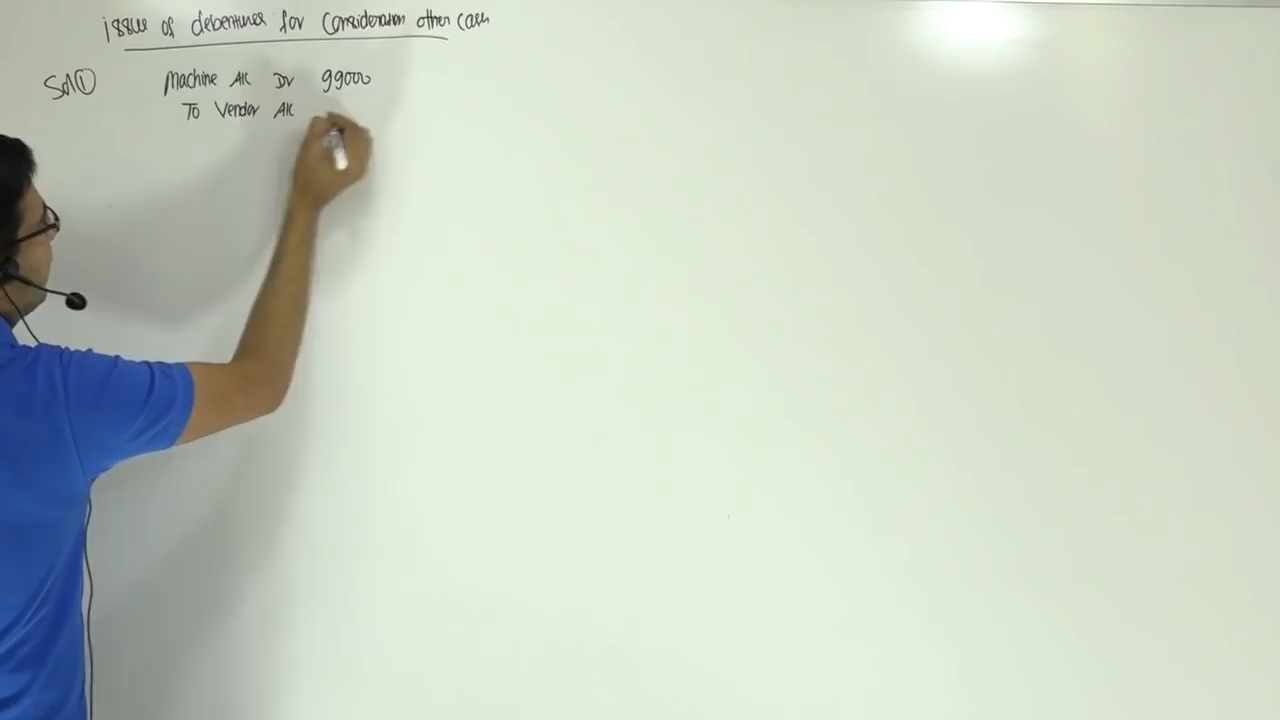 issue of debentures for Consideration other cash
Sol ① Machine A/c Dr 99000
To Vendor A/c